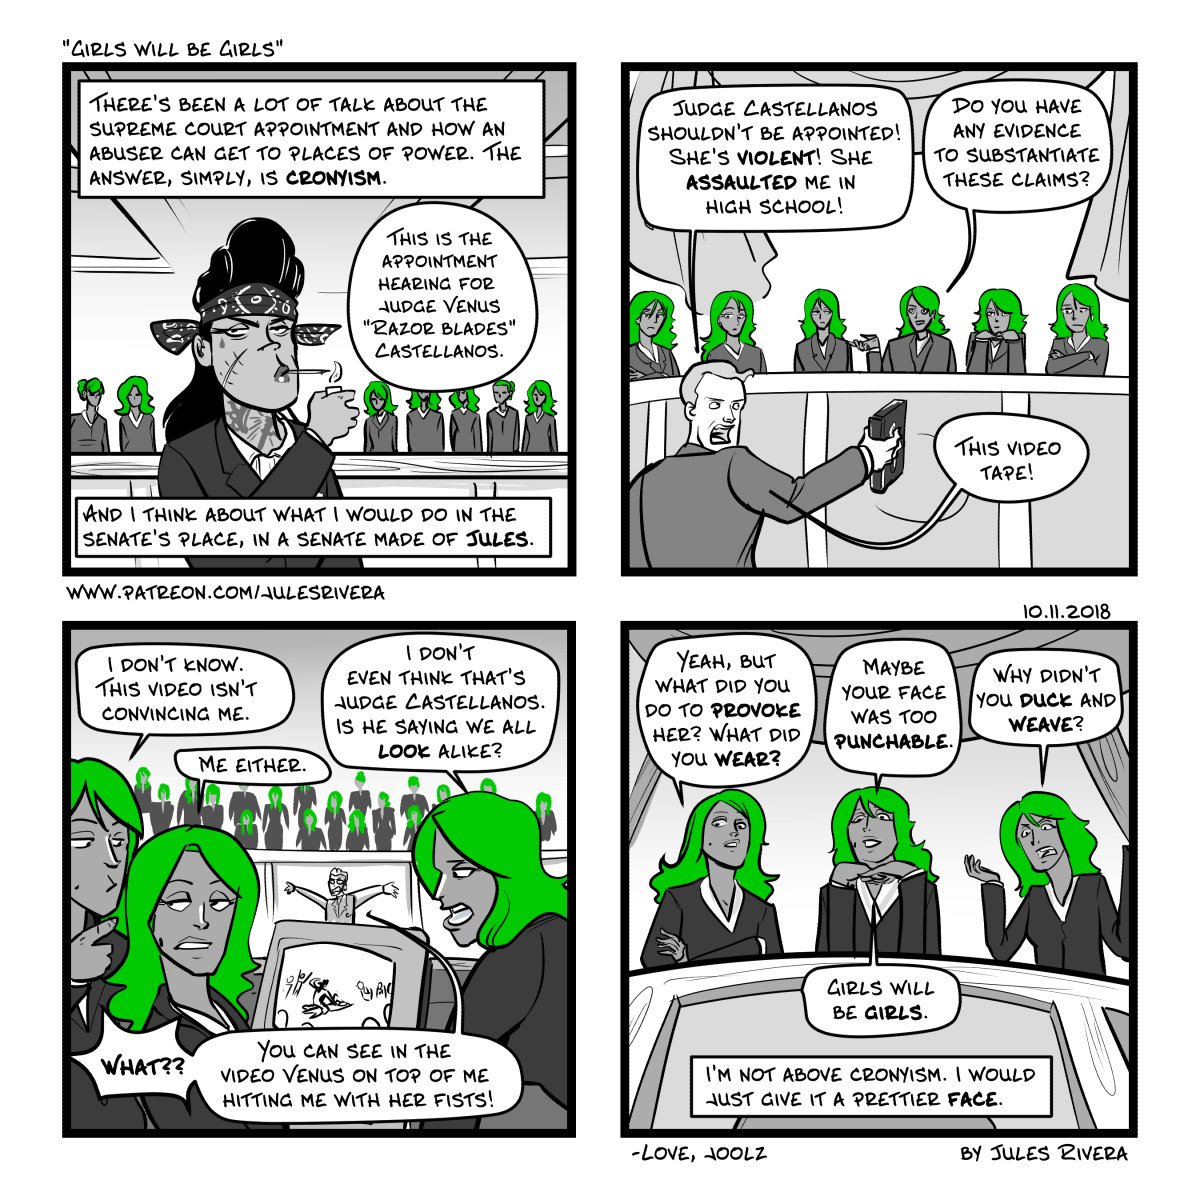 "Girls will be Girls"
There's been a lot of talk about the
Supreme Court appointment and how an
abuser can get to places of power. The
answer, simply, is cronyism.
This is the
appointment
hearing for
Judge Venus
"Razor blades"
Castellanos.
And I think about what I would do in the
Senate's place, in a senate made of Jules.
www.patreon.com/julesrivera
Judge Castellanos
shouldn't be appointed!
She's violent! She
assaulted me in
high school!
Do you have
any evidence
to substantiate
these claims?
This video
tape!
I don't know.
This video isn't
convincing me.
Me either.
I don't
even think that's
Judge Castellanos.
Is he saying we all
look alike?
What??
You can see in the
video Venus on top of me
hitting me with her fists!
10.11.2018
Yeah, but
what did you
do to provoke
her? What did
you wear?
Maybe
your face
was too
punchable.
Why didn't
you duck and
weave?
Girls will
be girls.
I'm not above cronyism. I would
just give it a prettier face.
-Love, Joolz
by Jules Rivera